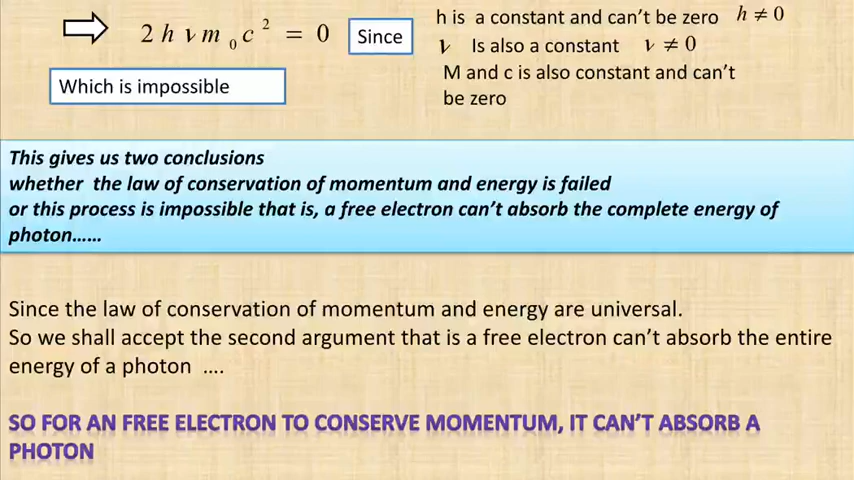 2 h ν m₀ c² = 0
Since
h is a constant and can't be zero h ≠ 0
ν Is also a constant ν ≠ 0
M and c is also constant and can't
be zero
Which is impossible
This gives us two conclusions
whether the law of conservation of momentum and energy is failed
or this process is impossible that is, a free electron can't absorb the complete energy of
photon......
Since the law of conservation of momentum and energy are universal.
So we shall accept the second argument that is a free electron can't absorb the entire
energy of a photon ....
SO FOR AN FREE ELECTRON TO CONSERVE MOMENTUM, IT CAN'T ABSORB A
PHOTON